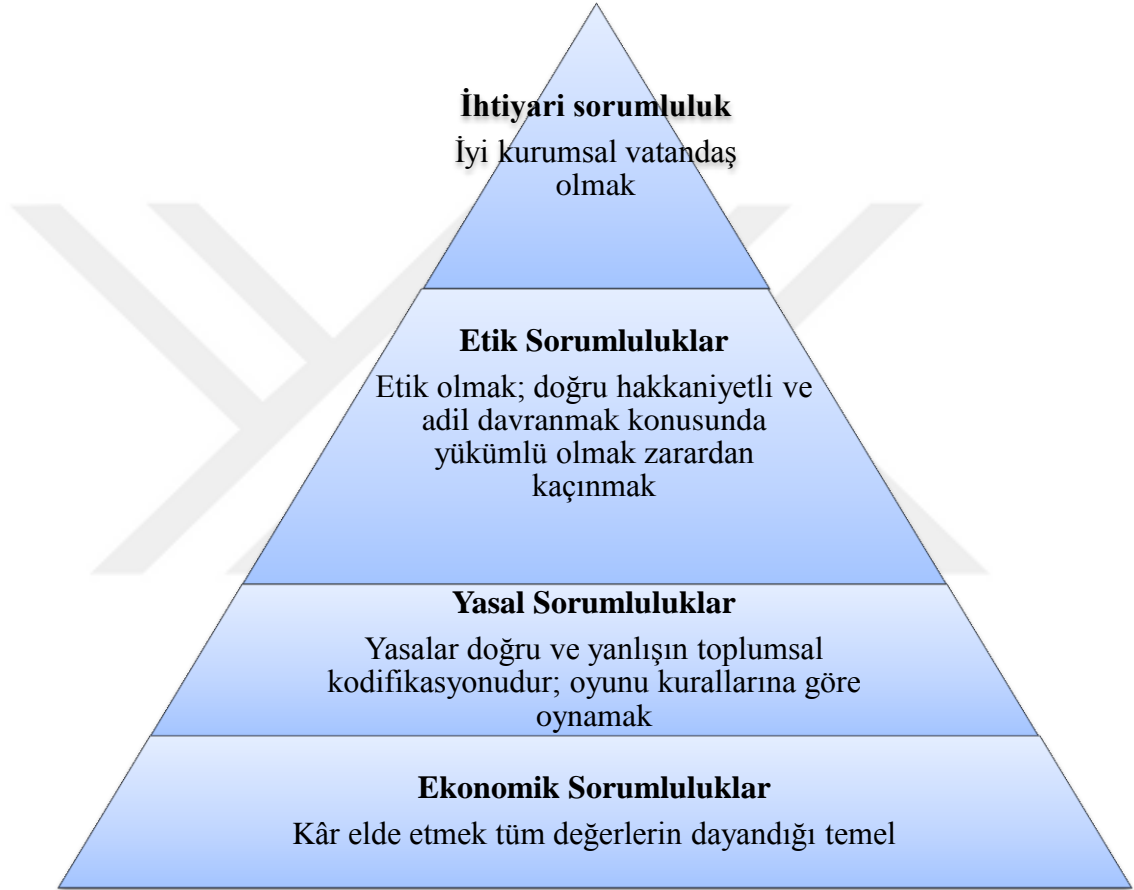 İhtiyari sorumluluk
İyi kurumsal vatandaş
olmak
Etik Sorumluluklar
Etik olmak; doğru hakkaniyetli ve
adil davranmak konusunda
yükümlü olmak zarardan
kaçınmak
Yasal Sorumluluklar
Yasalar doğru ve yanlışın toplumsal
kodifikasyonudur; oyunu kurallarına göre
oynamak
Ekonomik Sorumluluklar
Kâr elde etmek tüm değerlerin dayandığı temel